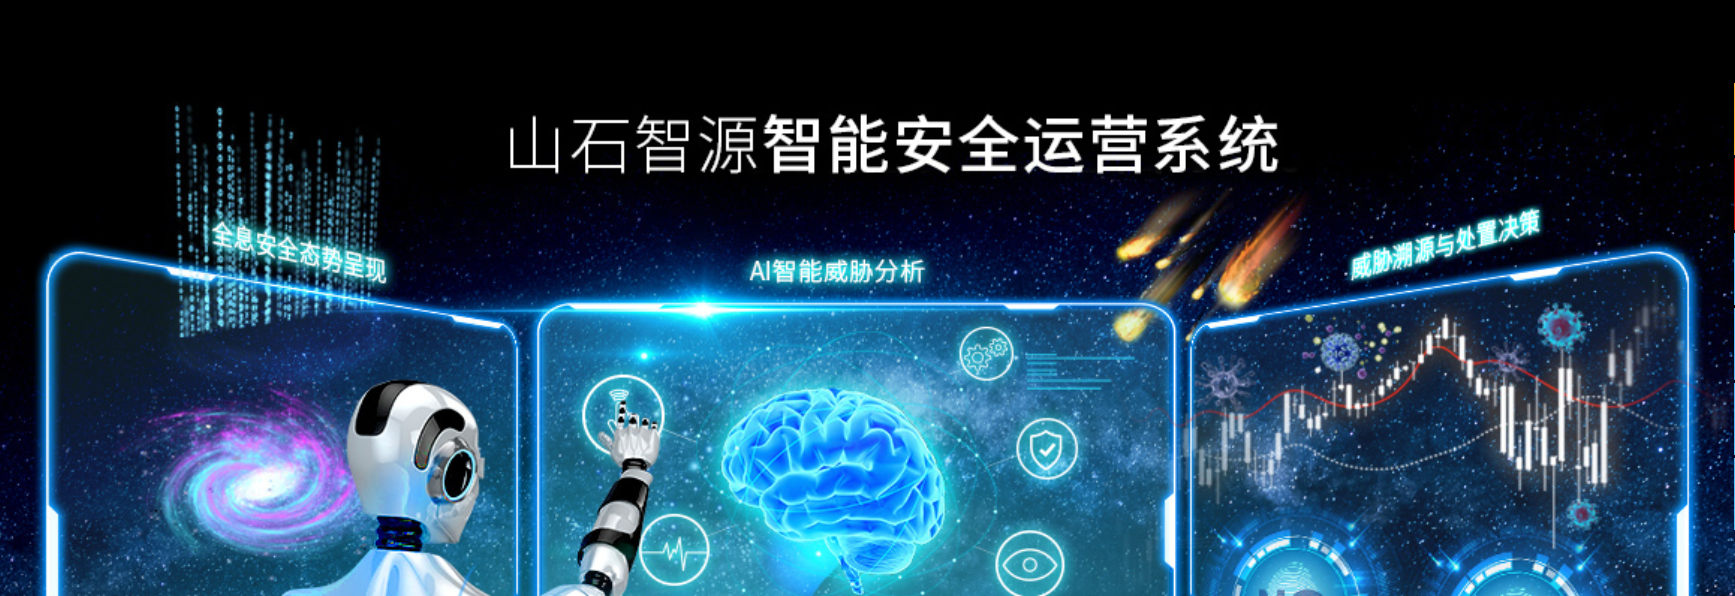 山石智源智能安全运营系统
全息安全态势呈现
AI智能威胁分析
威胁溯源与处置决策